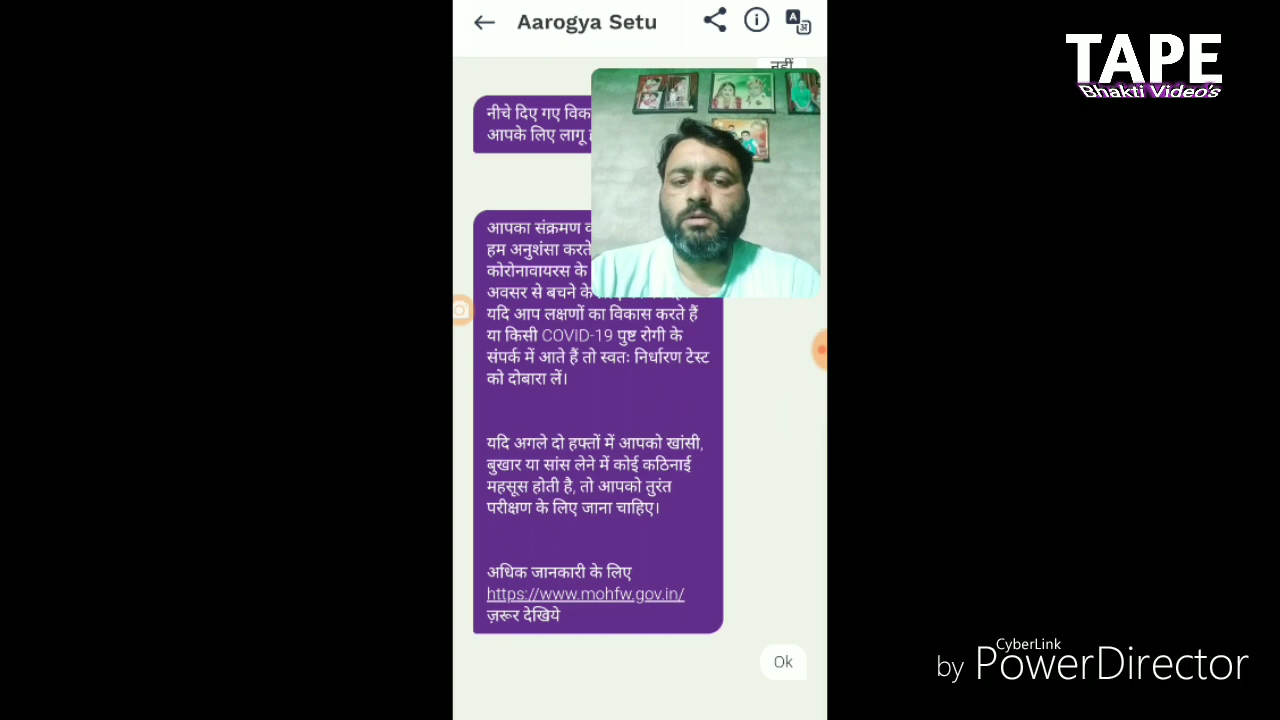 Aarogya Setu
TAPE
Bhakti Video's
नहीं
नीचे दिए गए
आपके लिए लागू
आपका संक्रमण
हम अनुशंसा करते
कोरोनावायरस के
अवसर से बचने के
यदि आप लक्षणों का विकास करते हैं
या किसी COVID-19 पुष्ट रोगी के
संपर्क में आते हैं तो स्वतः निर्धारण टेस्ट
को दोबारा लें।
यदि अगले दो हफ्तों में आपको खांसी,
बुखार या सांस लेने में कोई कठिनाई
महसूस होती है, तो आपको तुरंत
परीक्षण के लिए जाना चाहिए।
अधिक जानकारी के लिए
https://www.mohfw.gov.in/
ज़रूर देखिये
Ok
CyberLink
by PowerDirector